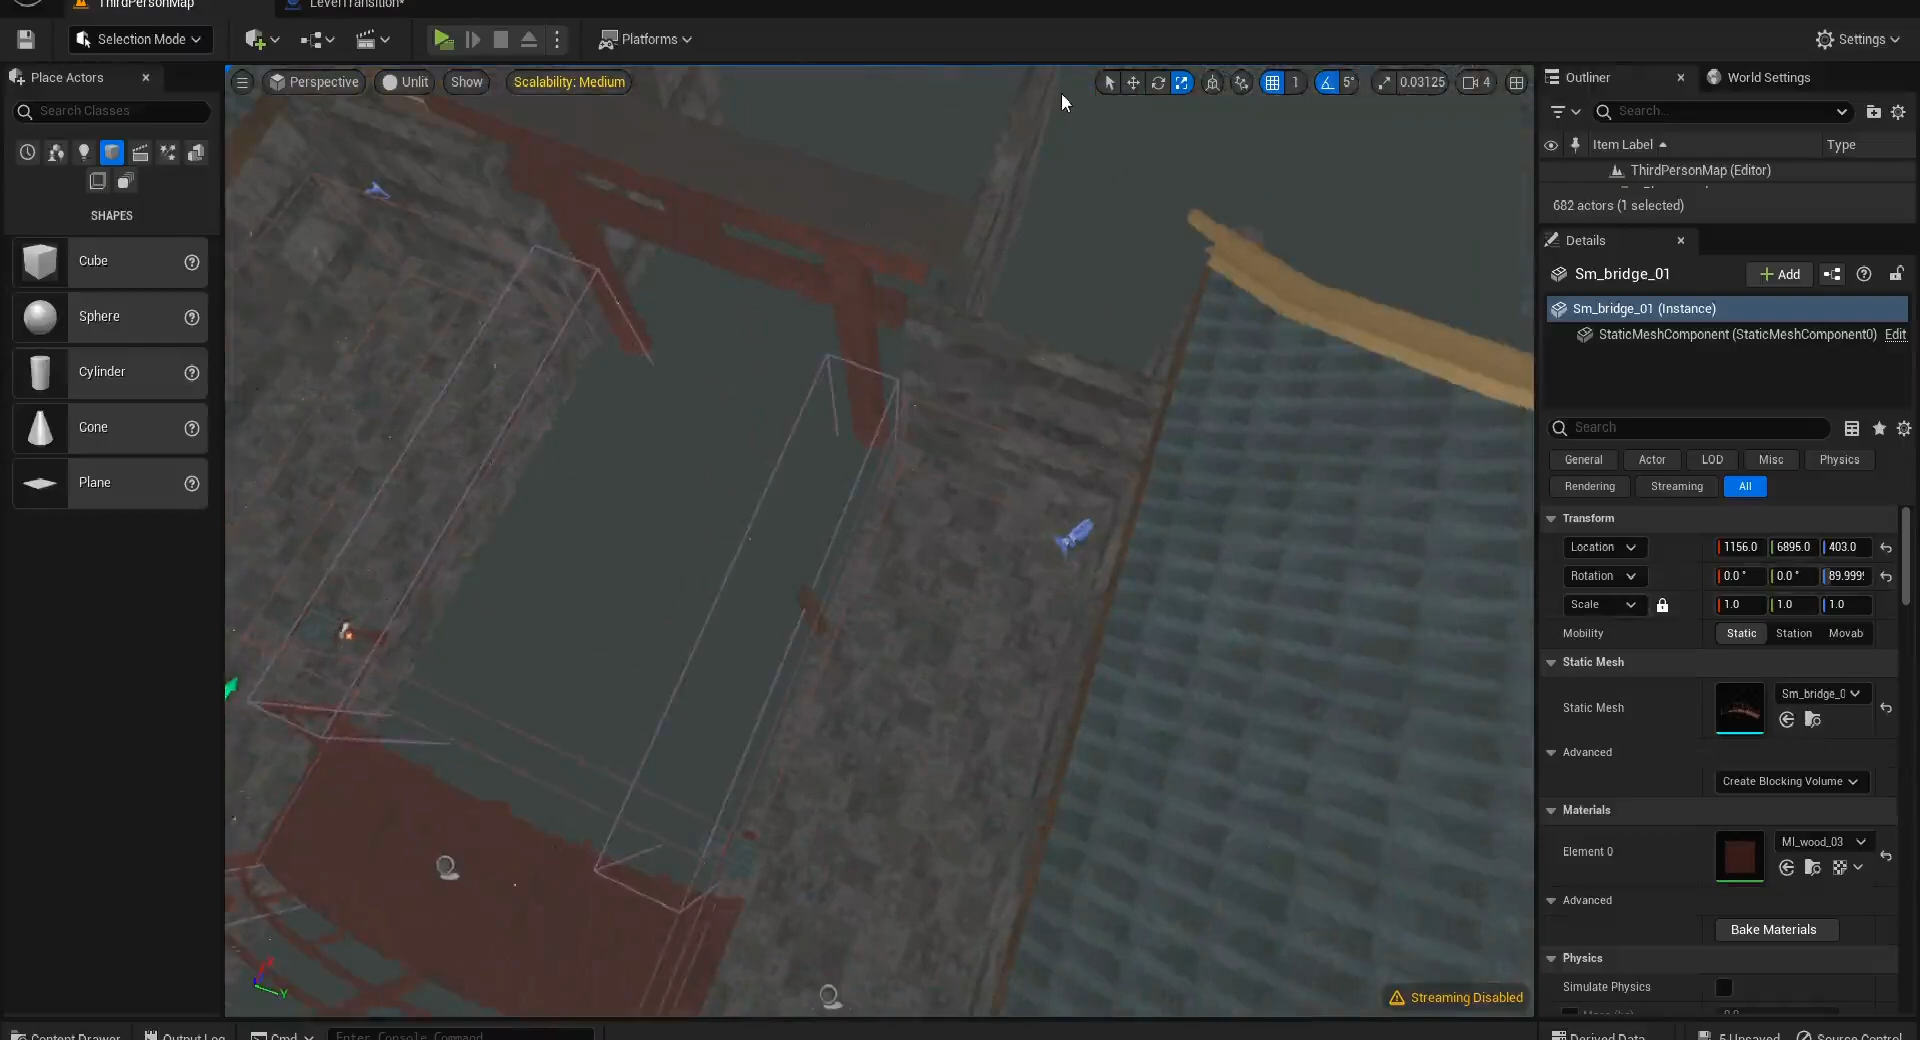 ThirdPersonMap
LevelTransition*
Selection Mode
Platforms
Settings
Place Actors
Perspective
Unlit
Show
Scalability: Medium
1
5°
0.03125
4
Outliner
World Settings
Search Classes
Search...
Item Label
Type
ThirdPersonMap (Editor)
682 actors (1 selected)
SHAPES
Cube
Sphere
Cylinder
Cone
Plane
Details
Sm_bridge_01
Add
Sm_bridge_01 (Instance)
StaticMeshComponent (StaticMeshComponent0)
Edit
Search
General
Actor
LOD
Misc
Physics
Rendering
Streaming
All
Transform
Location
1156.0
6895.0
403.0
Rotation
0.0 °
0.0 °
89.999
Scale
1.0
1.0
1.0
Mobility
Static
Station
Movab
Static Mesh
Static Mesh
Sm_bridge_0
Advanced
Create Blocking Volume
Materials
Element 0
MI_wood_03
Advanced
Bake Materials
Physics
Simulate Physics
Streaming Disabled
Content Drawer
Output Log
Cmd
Enter Console Command
Derived Data
5 Unsaved
Source Control